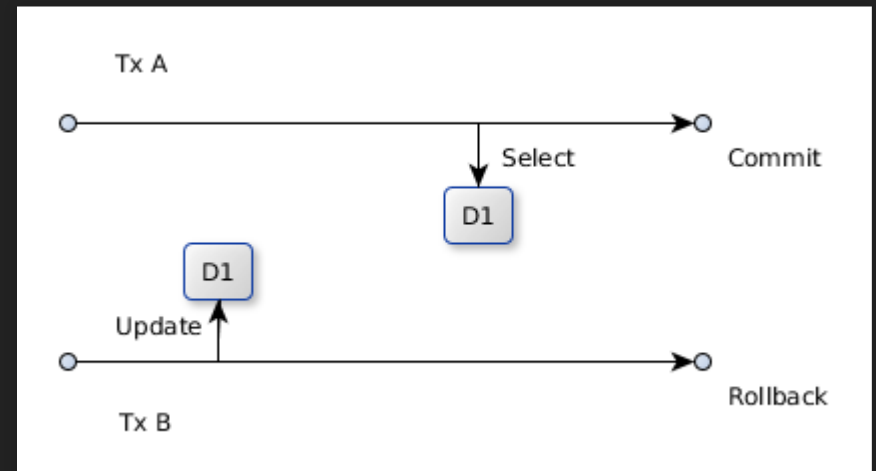 Tx A
Select
Commit
D1
D1
Update
Rollback
Tx B